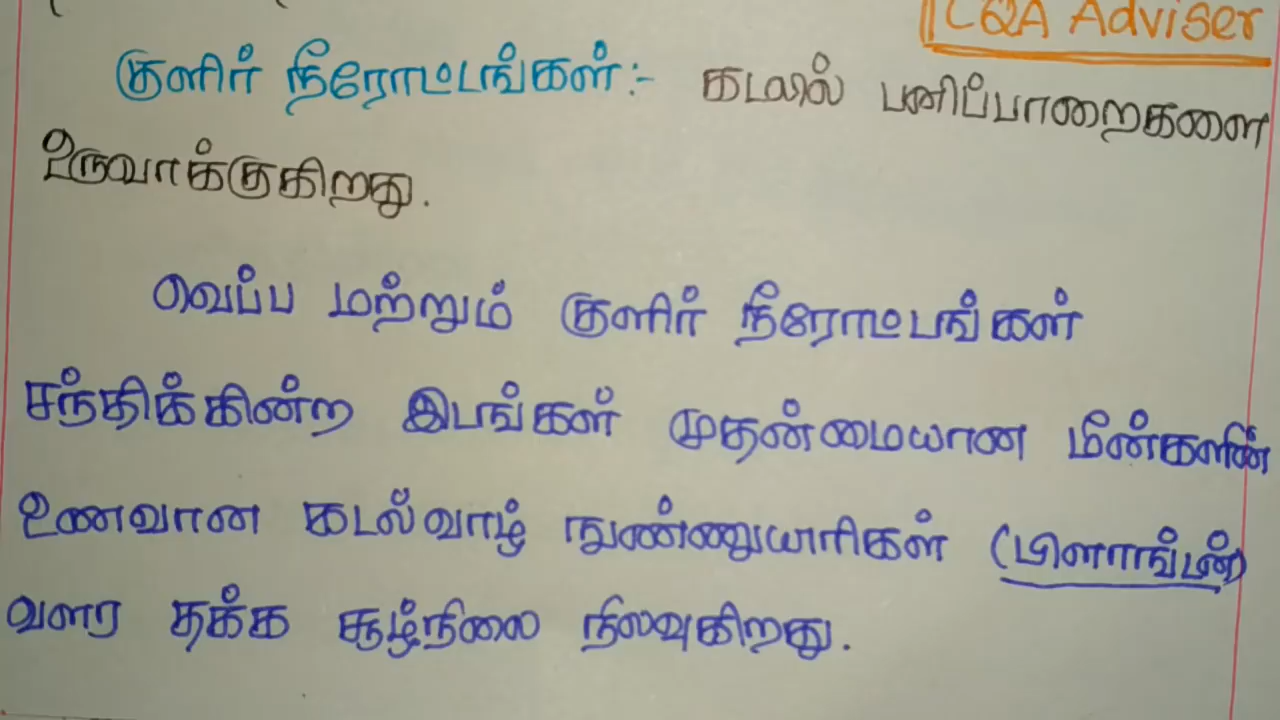 CQA Adviser
குளிர் நீரோட்டங்கள்:- கடலில் பனிப்பாறைகளை
உருவாக்குகிறது.
வெப்ப மற்றும் குளிர் நீரோட்டங்கள்
சந்திக்கின்ற இடங்கள் முதன்மையான மீன்களின்
உணவான கடல்வாழ் நுண்ணுயிரிகள்
வளர தக்க சூழ்நிலை நிலவுகிறது.